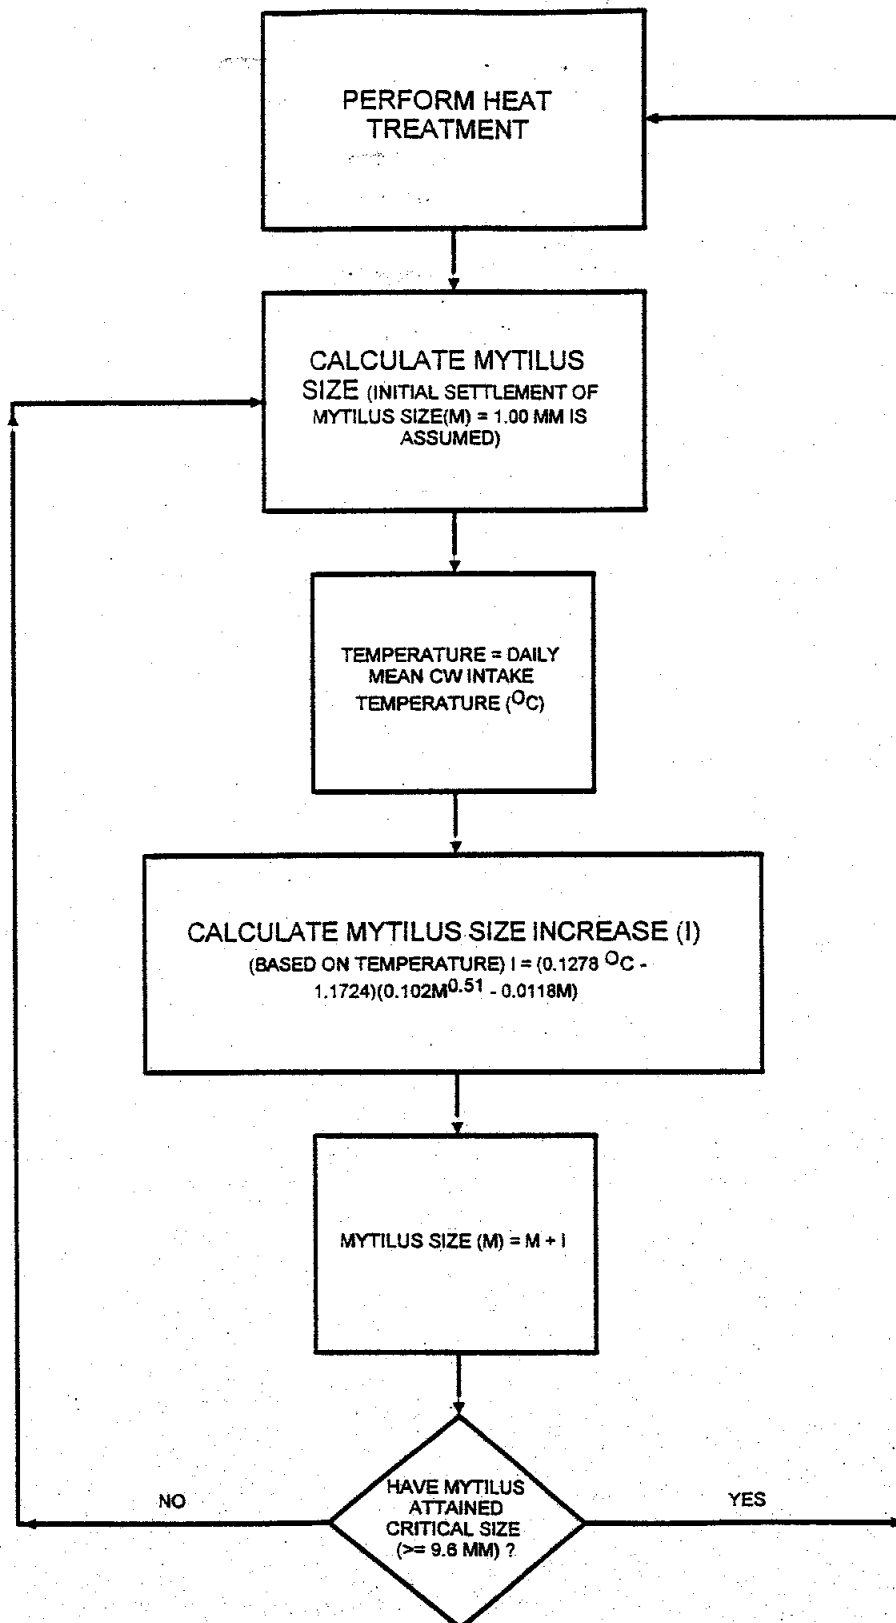 PERFORM HEAT
TREATMENT
CALCULATE MYTILUS
SIZE (INITIAL SETTLEMENT OF
MYTILUS SIZE(M) = 1.00 MM IS
ASSUMED)
TEMPERATURE = DAILY
MEAN CW INTAKE
TEMPERATURE (ᴼC)
CALCULATE MYTILUS SIZE INCREASE (I)
(BASED ON TEMPERATURE) I = (0.1278 ᴼC -
1.1724)(0.102M^0.51 - 0.0118M)
MYTILUS SIZE (M) = M + I
HAVE MYTILUS
ATTAINED
CRITICAL SIZE
(>= 9.6 MM) ?
NO
YES